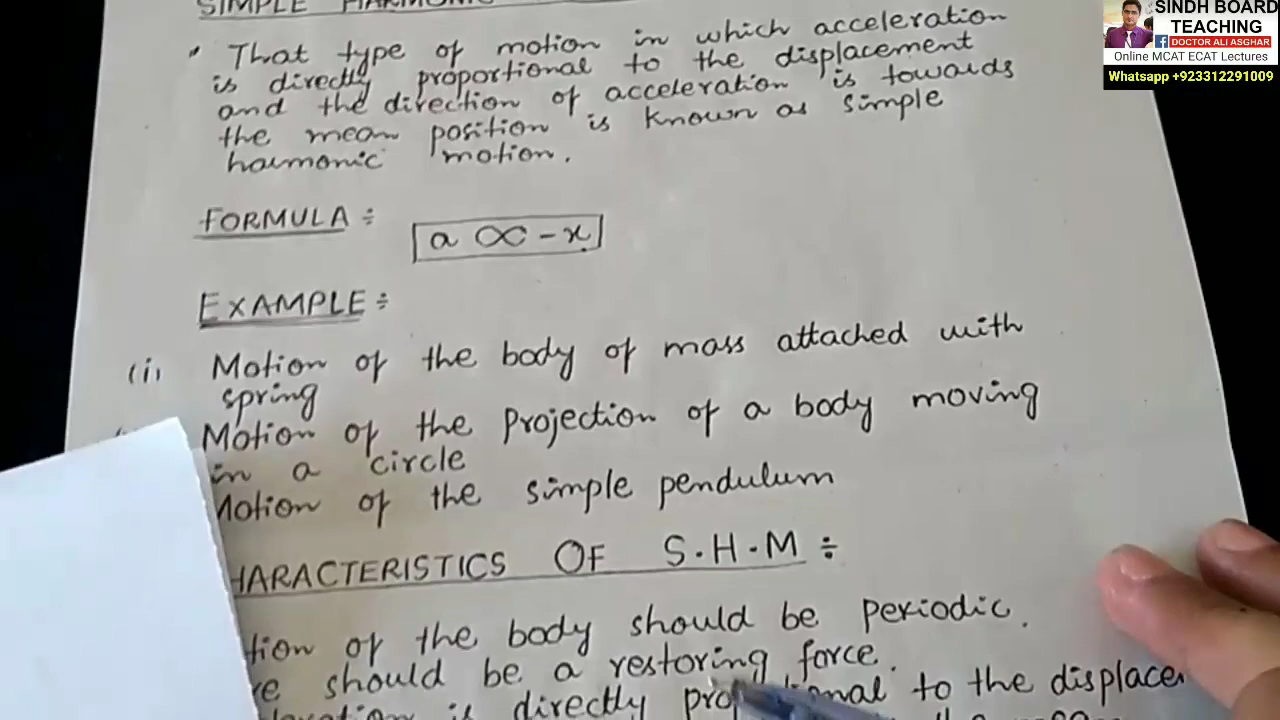 SIMPLE HARMONIC
SINDH BOARD
TEACHING
DOCTOR ALI ASGHAR
Online MCAT ECAT Lectures
Whatsapp +923312291009
" That type of motion in which acceleration
is directly proportional to the displacement
and the direction of acceleration is towards
the mean position is known as simple
harmonic motion.
FORMULA ÷
a ∝ -x
EXAMPLE ÷
(i) Motion of the body of mass attached with
spring
Motion of the projection of a body moving
in a circle
Motion of the simple pendulum
HARACTERISTICS OF S.H.M ÷
tion of the body should be periodic.
re should be a restoring force.
is directly to the displace